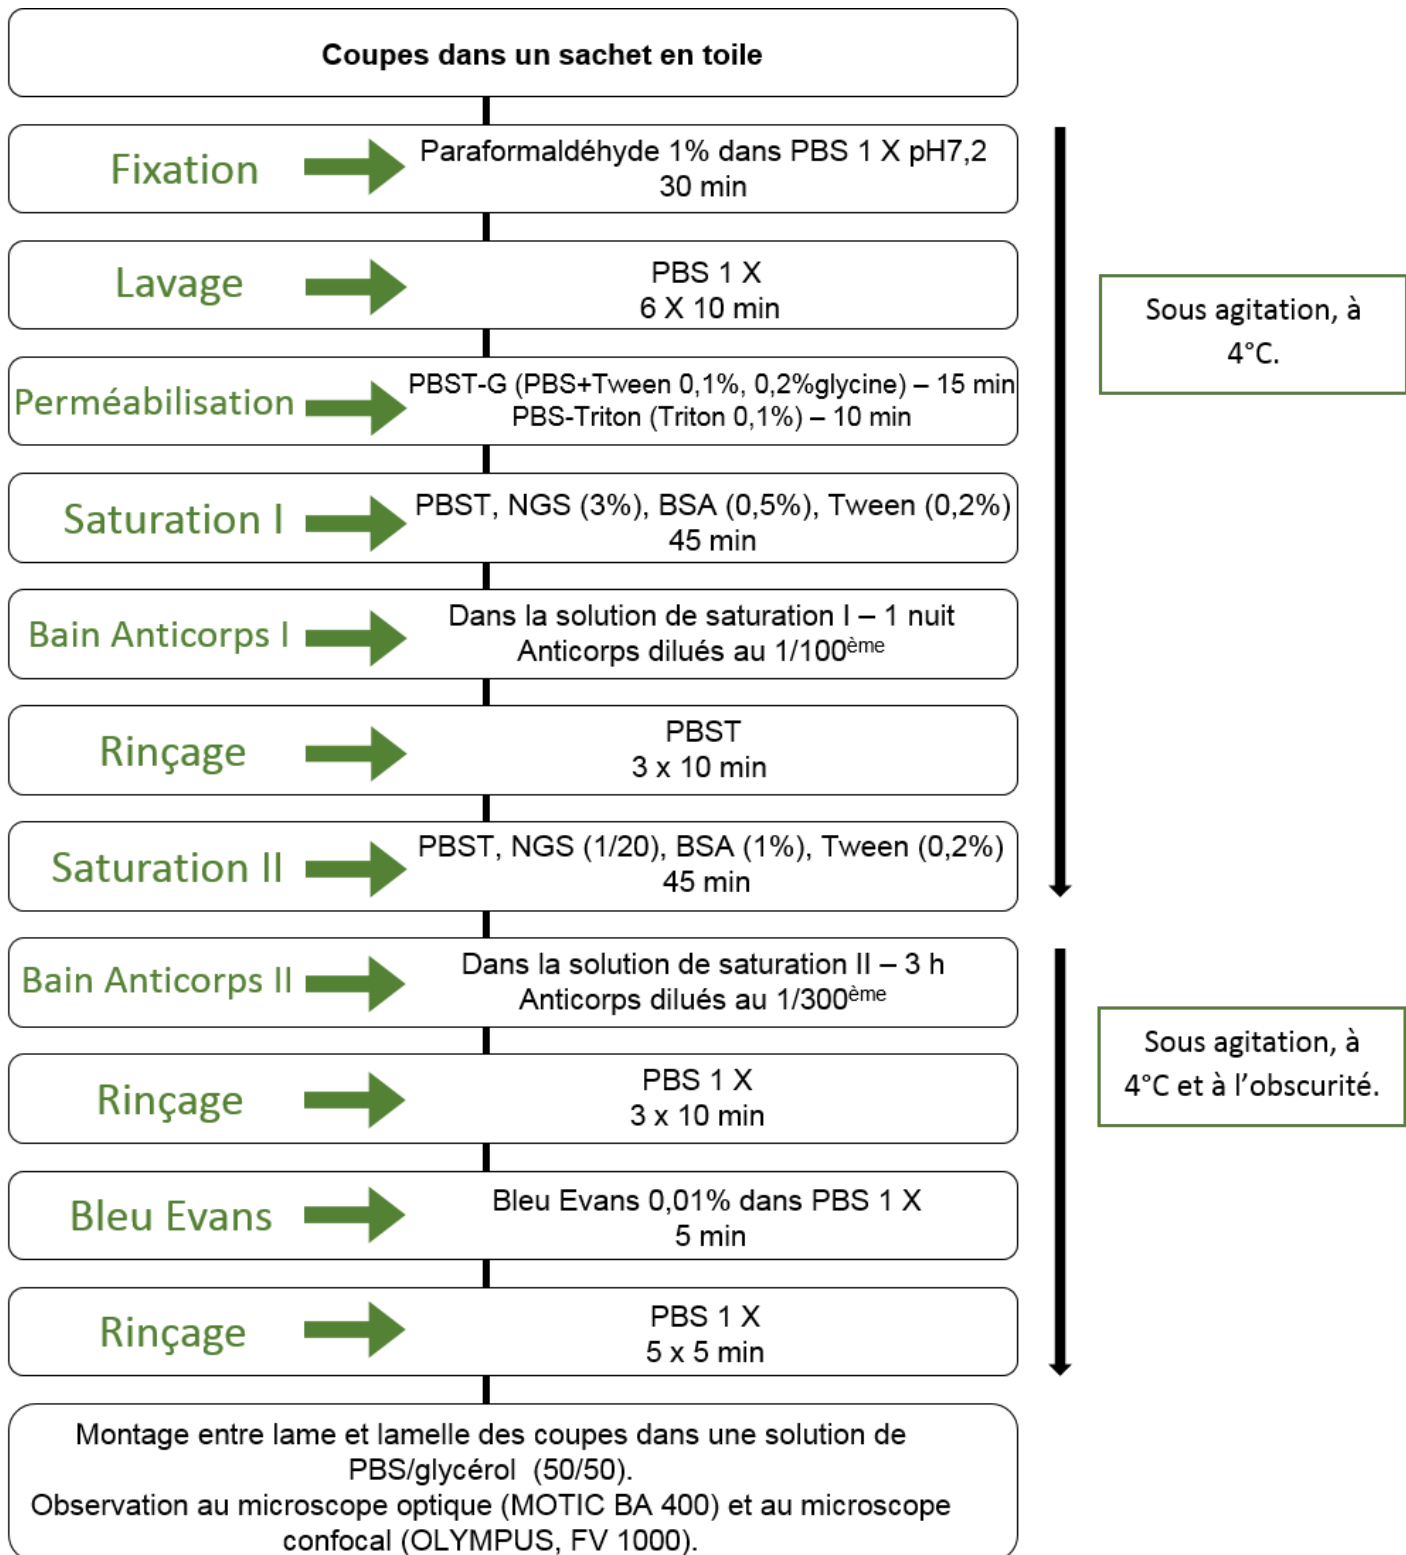 Coupes dans un sachet en toile
Fixation
Paraformaldéhyde 1% dans PBS 1 X pH7,2
30 min
Lavage
PBS 1 X
6 X 10 min
Sous agitation, à
4°C.
Perméabilisation
PBST-G (PBS+Tween 0,1%, 0,2%glycine) – 15 min
PBS-Triton (Triton 0,1%) – 10 min
Saturation I
PBST, NGS (3%), BSA (0,5%), Tween (0,2%)
45 min
Bain Anticorps I
Dans la solution de saturation I – 1 nuit
Anticorps dilués au 1/100ème
Rinçage
PBST
3 x 10 min
Saturation II
PBST, NGS (1/20), BSA (1%), Tween (0,2%)
45 min
Bain Anticorps II
Dans la solution de saturation II – 3 h
Anticorps dilués au 1/300ème
Sous agitation, à
4°C et à l’obscurité.
Rinçage
PBS 1 X
3 x 10 min
Bleu Evans
Bleu Evans 0,01% dans PBS 1 X
5 min
Rinçage
PBS 1 X
5 x 5 min
Montage entre lame et lamelle des coupes dans une solution de
PBS/glycérol (50/50).
Observation au microscope optique (MOTIC BA 400) et au microscope
confocal (OLYMPUS, FV 1000).